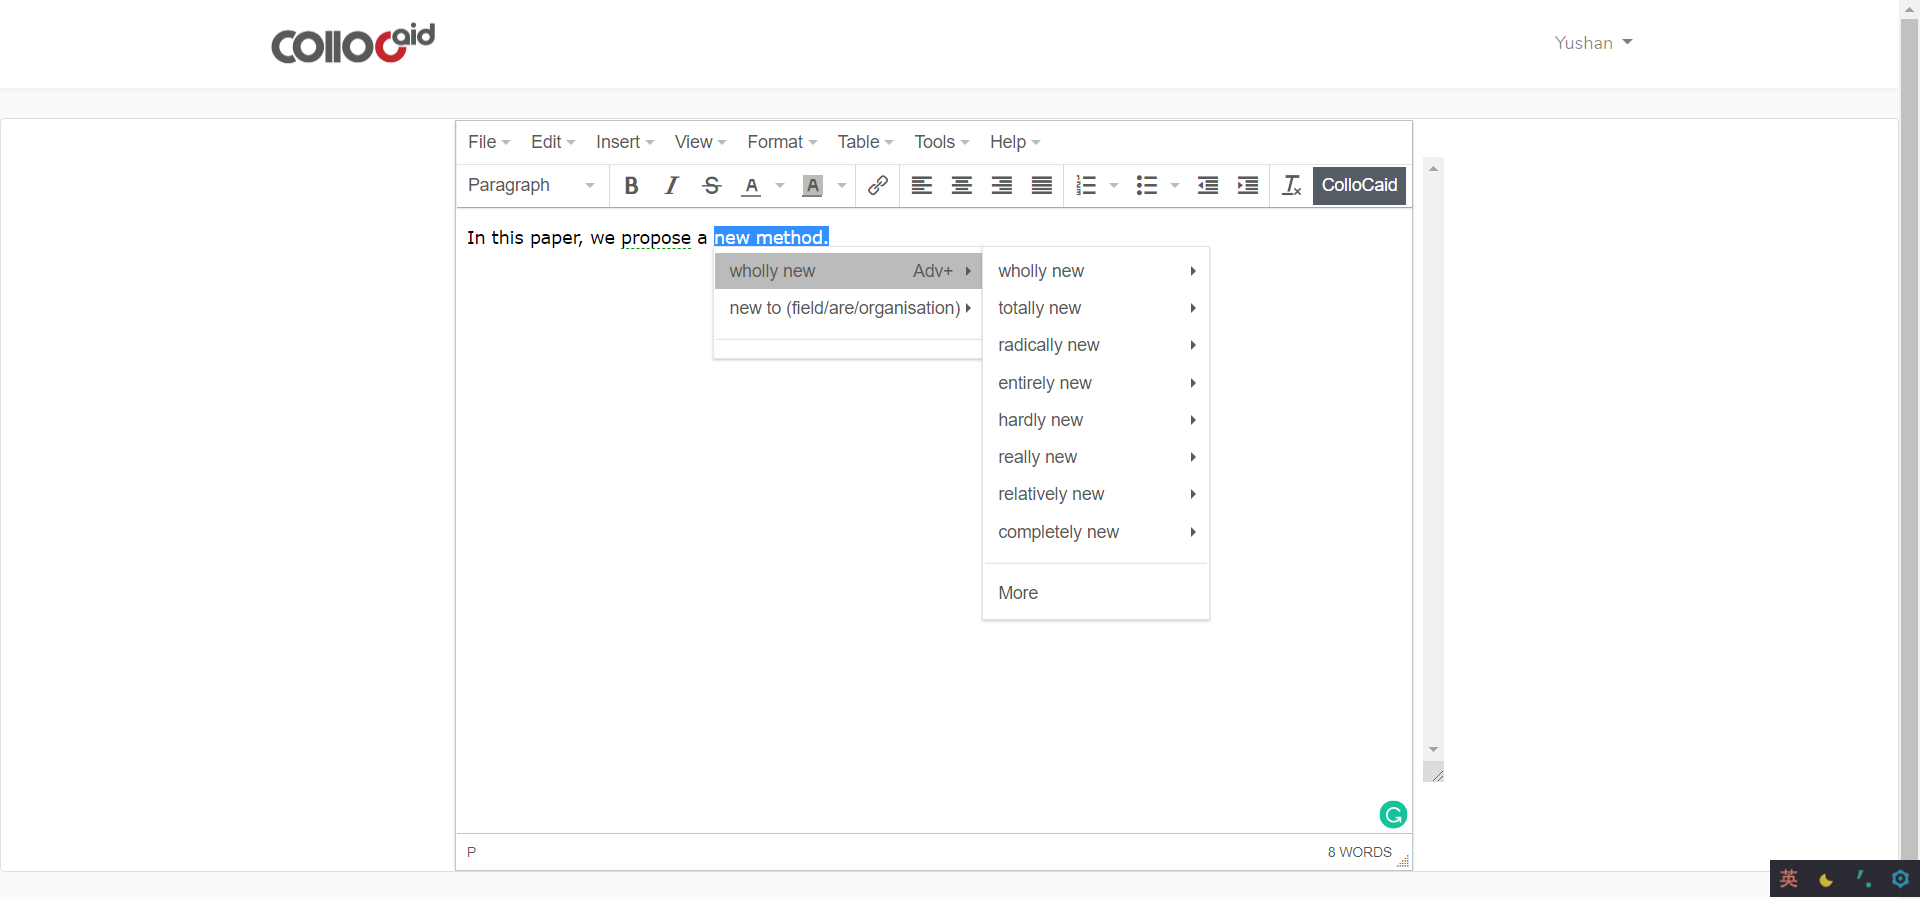 collocaid
Yushan
File Edit Insert View Format Table Tools Help
Paragraph B I S A A ColloCaid
In this paper, we propose a new method.
wholly new Adv+
new to (field/are/organisation)
wholly new
totally new
radically new
entirely new
hardly new
really new
relatively new
completely new
More
P
8 WORDS
英